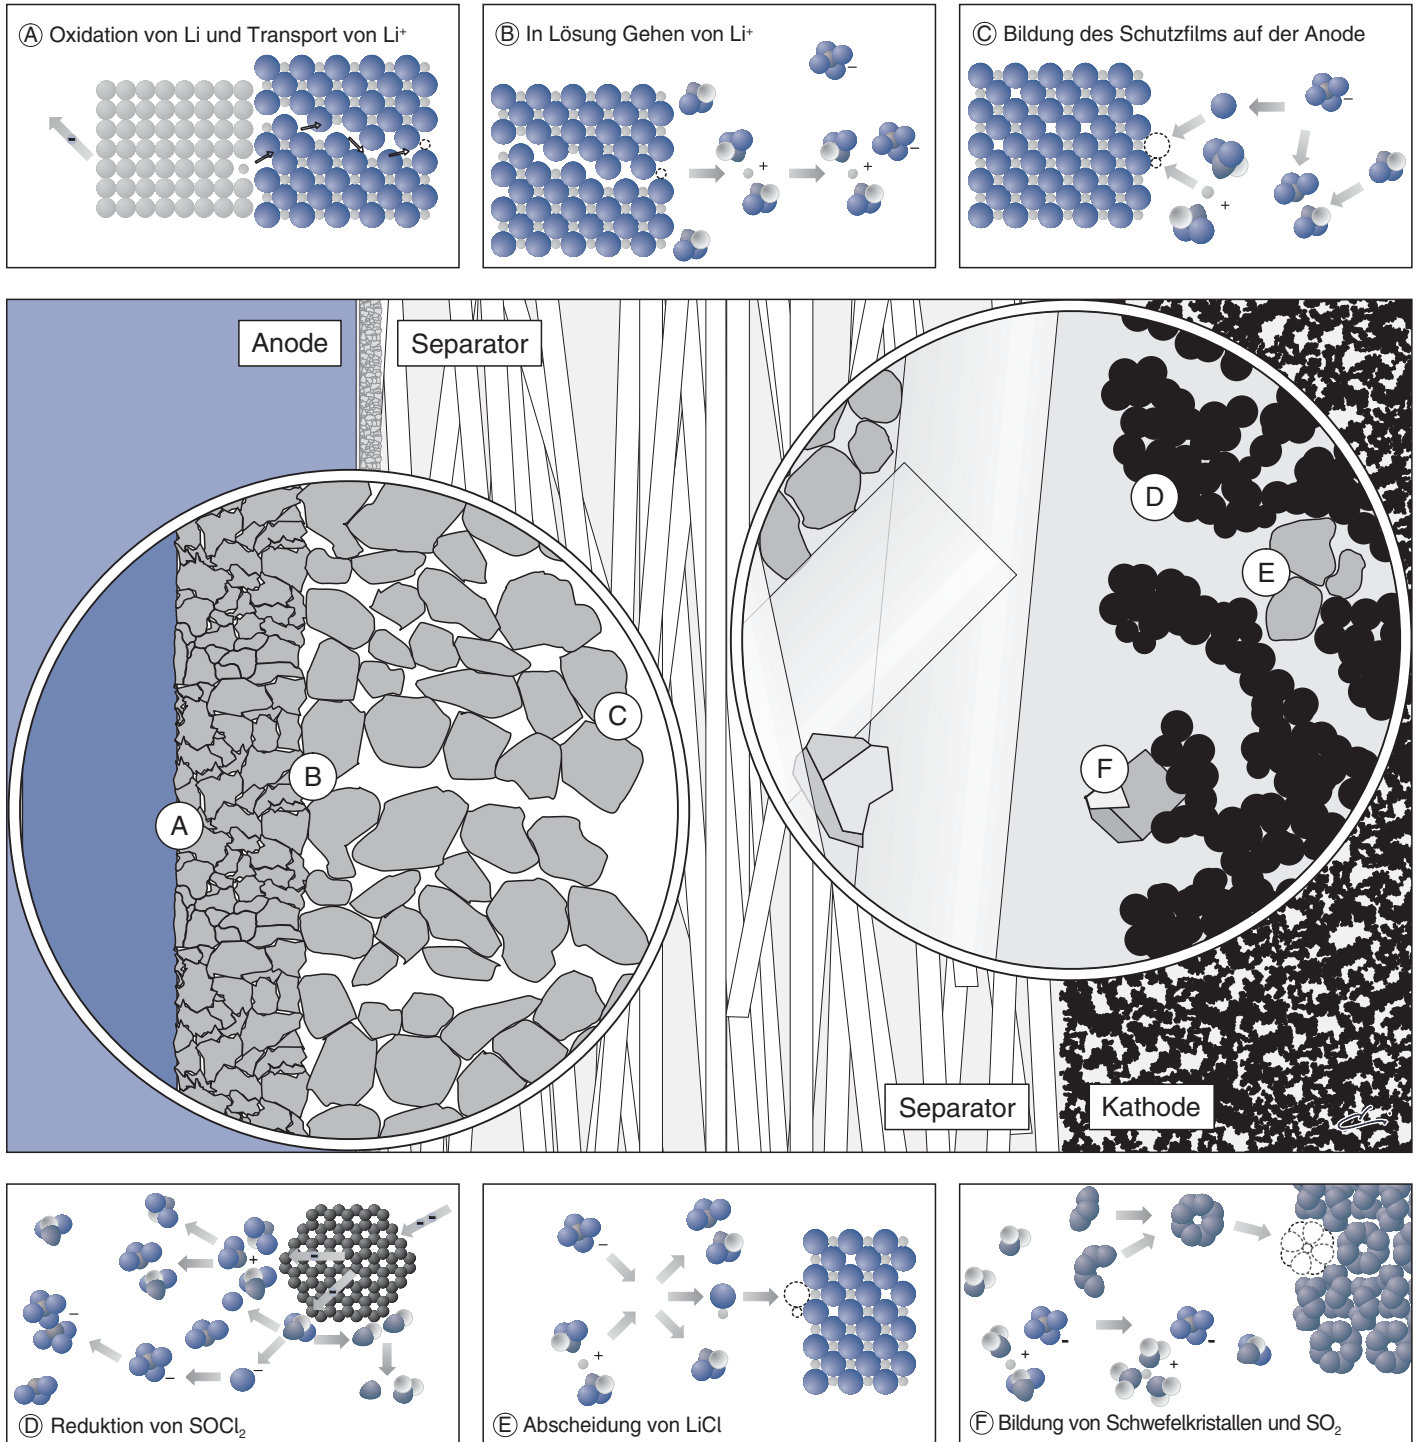 A Oxidation von Li und Transport von Li⁺
B In Lösung Gehen von Li⁺
C Bildung des Schutzfilms auf der Anode
-
−
+
+
−
−
+
Anode
Separator
D
E
C
F
B
A
Separator
Kathode
-
-
-
-
+
−
−
−
D Reduktion von SOCl₂
−
+
E Abscheidung von LiCl
+
-
+
-
F Bildung von Schwefelkristallen und SO₂